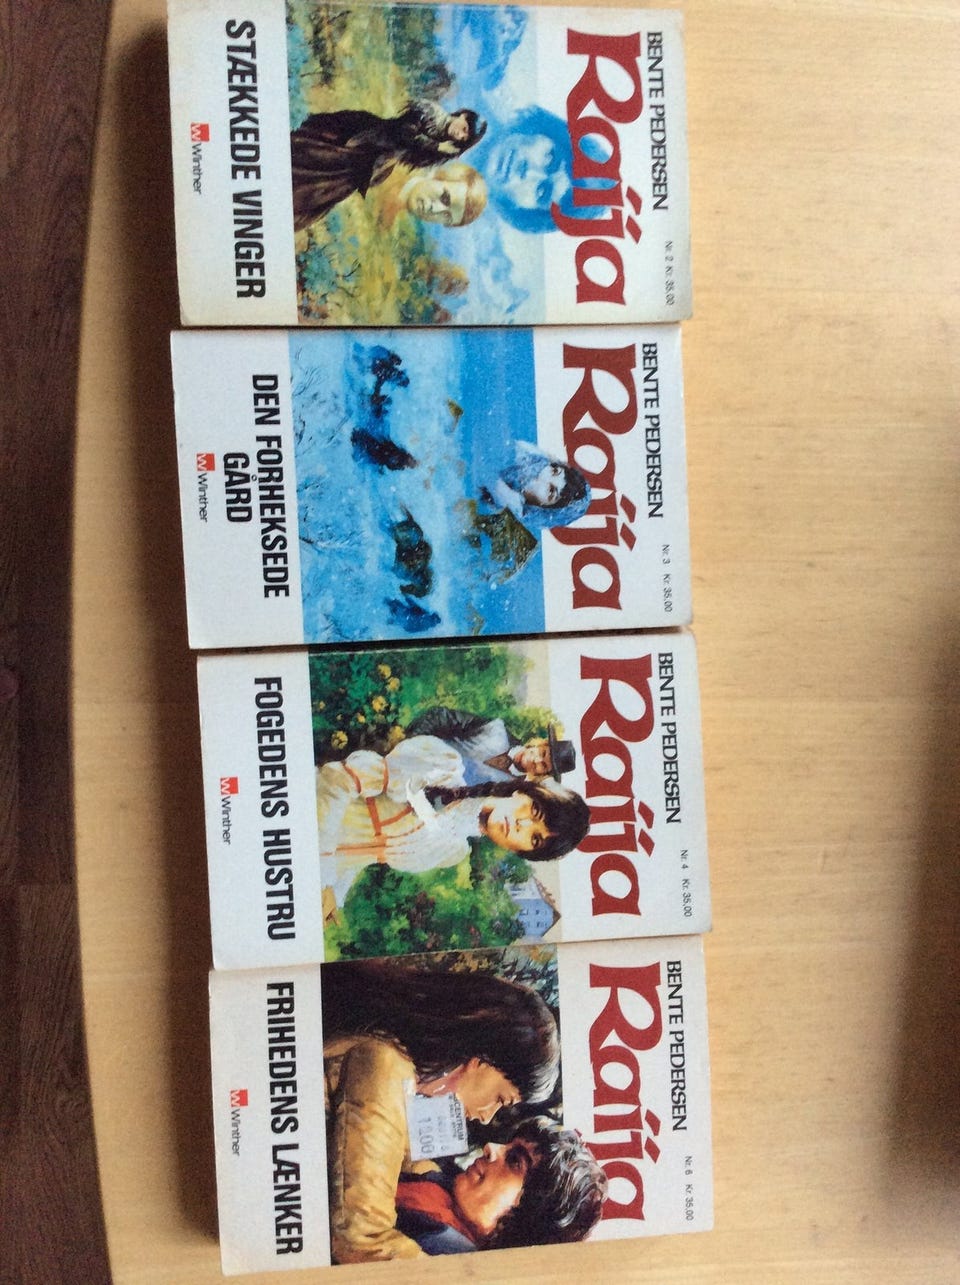 BENTE PEDERSEN
Nr. 2 Kr. 35.00
Raija
STÆKKEDE VINGER
Winther
BENTE PEDERSEN
Nr. 3 Kr. 35.00
Raija
DEN FORHEKSEDE
GÅRD
Winther
BENTE PEDERSEN
Nr. 4 Kr. 35.00
Raija
FOGEDENS HUSTRU
Winther
BENTE PEDERSEN
Nr. 6 Kr. 35.00
Raija
CENTRUM
1200
FRIHEDENS LÆNKER
Winther